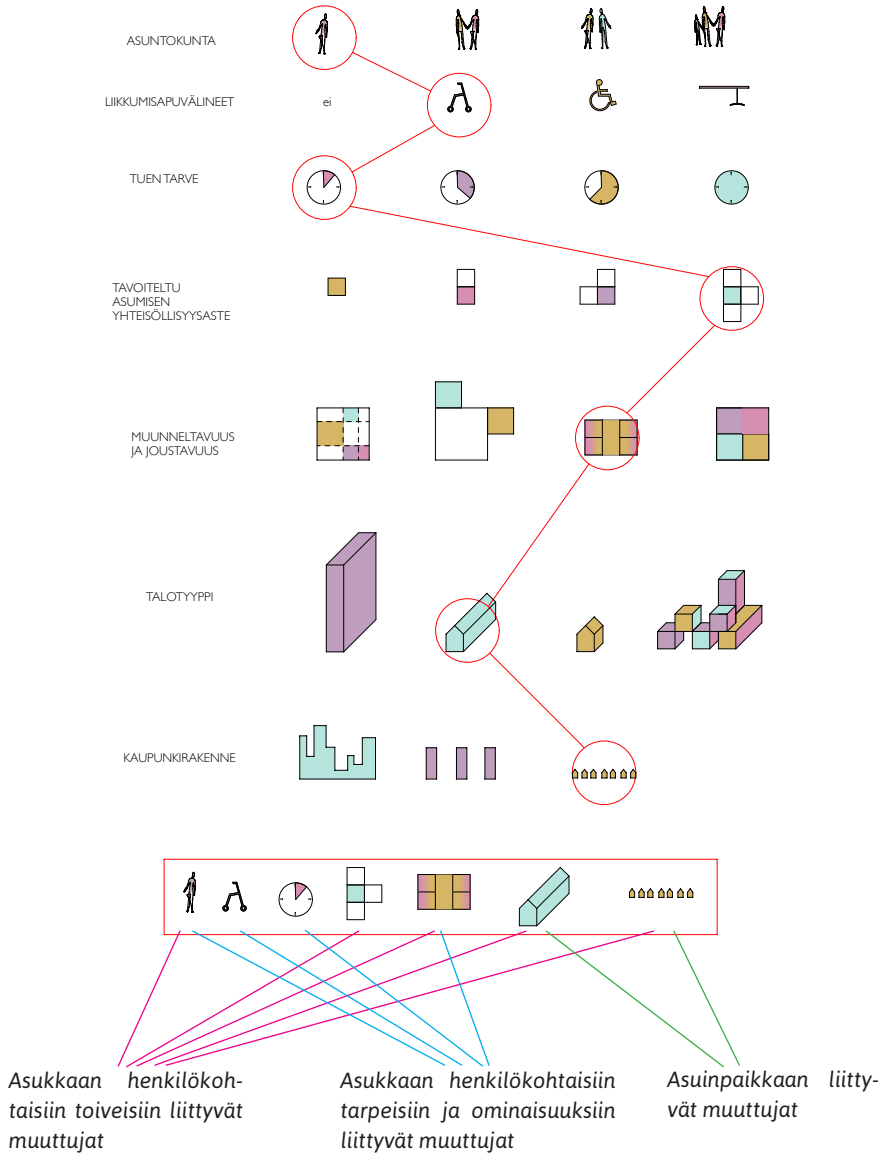 ASUNTOKUNTA
LIIKKUMISAPUVÄLINEET
ei
TUEN TARVE
TAVOITELTU
ASUMISEN
YHTEISÖLLISYYSASTE
MUUNNELTAVUUS
JA JOUSTAVUUS
TALOTYYPPI
KAUPUNKIRAKENNE
Asukkaan henkilökoh-
taisiin toiveisiin liittyvät
muuttujat
Asukkaan henkilökohtaisiin
tarpeisiin ja ominaisuuksiin
liittyvät muuttujat
Asuinpaikkaan liitty-
vät muuttujat